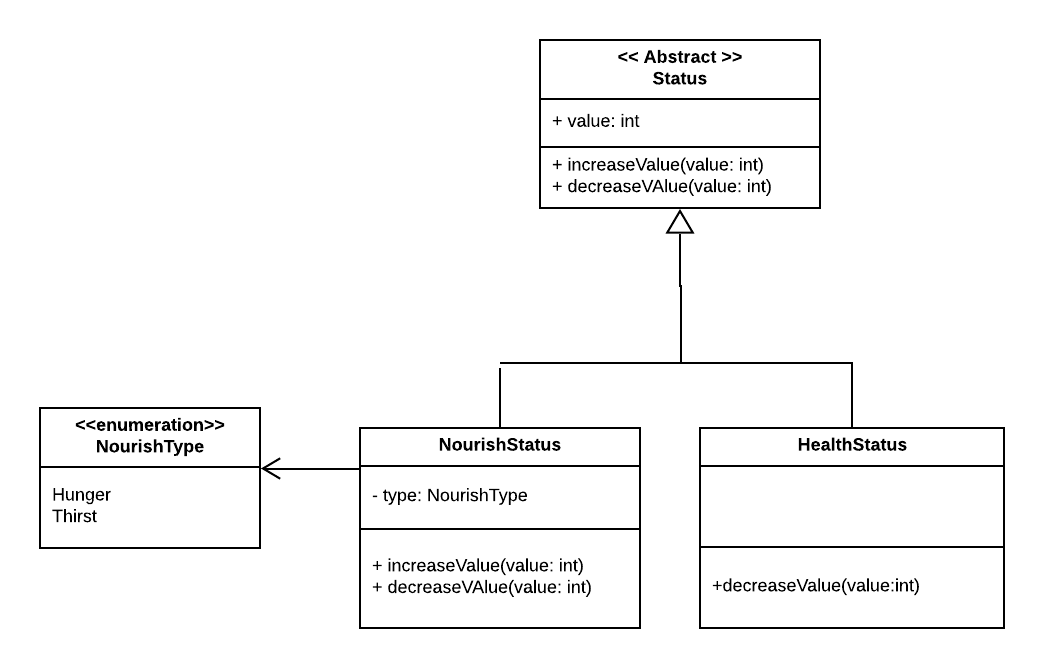 << Abstract >>
Status
+ value: int
+ increaseValue(value: int)
+ decreaseVAlue(value: int)
<<enumeration>>
NourishType
Hunger
Thirst
NourishStatus
- type: NourishType
+ increaseValue(value: int)
+ decreaseVAlue(value: int)
HealthStatus
+decreaseValue(value:int)